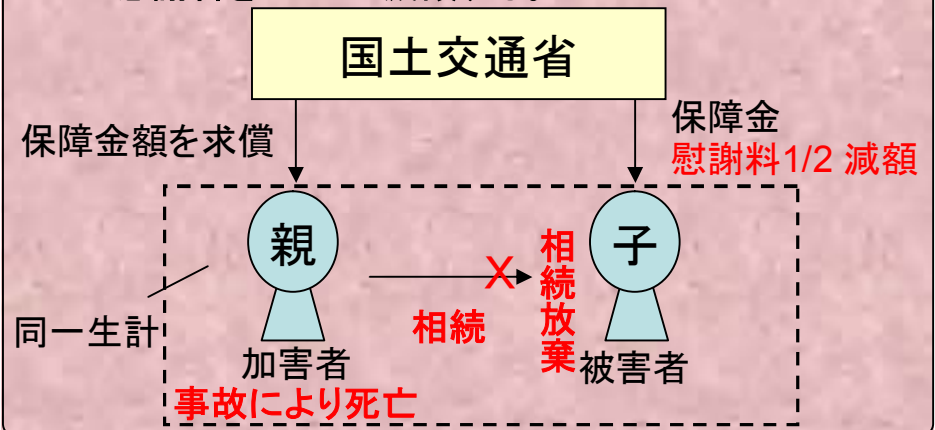 国土交通省
保障金額を求償
保障金
慰謝料1/2 減額
親
子
X
相続
相続放棄
同一生計
加害者
被害者
事故により死亡